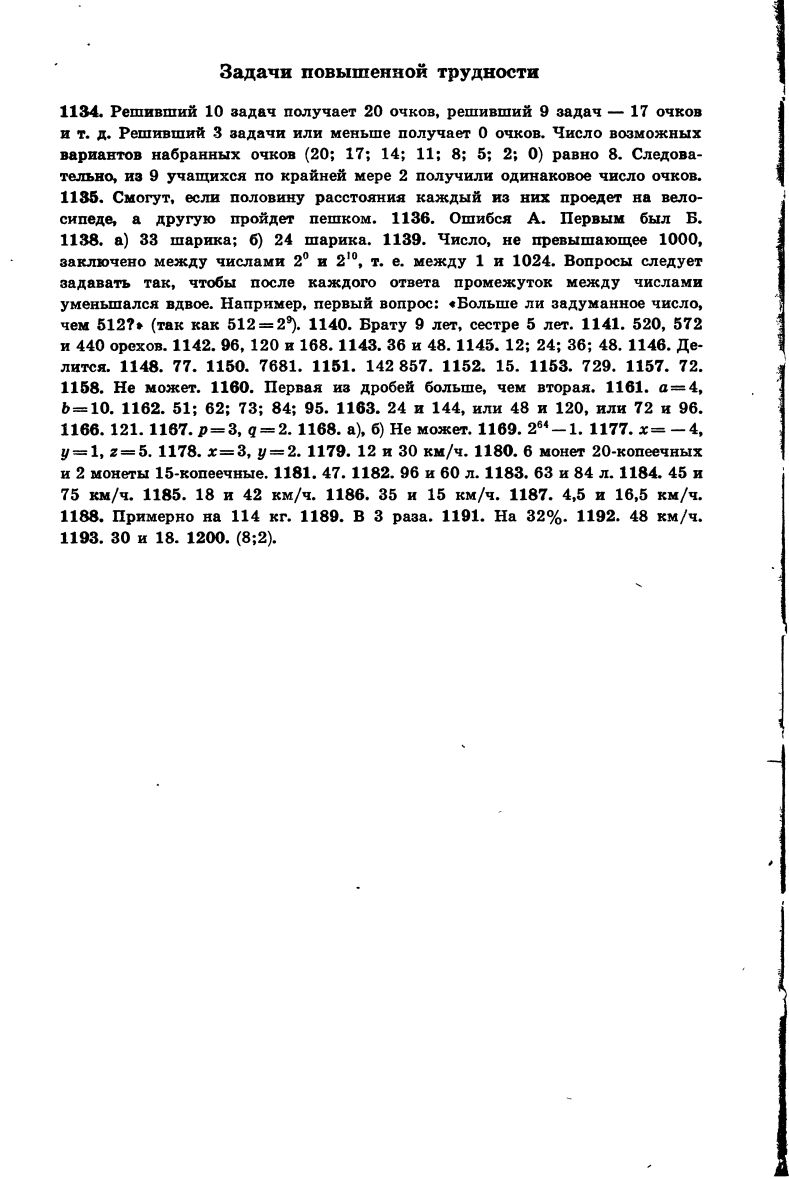 Задачи повышенной трудности
1134. Решивший 10 задач получает 20 очков, решивший 9 задач — 17 очков
и т. д. Решивший 3 задачи или меньше получает 0 очков. Число возможных
вариантов набранных очков (20; 17; 14; 11; 8; 5; 2; 0) равно 8. Следова-
тельно, из 9 учащихся по крайней мере 2 получили одинаковое число очков.
1135. Смогут, если половину расстояния каждый из них проедет на вело-
сипеде, а другую пройдет пешком. 1136. Ошибся А. Первым был Б.
1138. а) 33 шарика; б) 24 шарика. 1139. Число, не превышающее 1000,
заключено между числами 2⁰ и 2¹⁰, т. е. между 1 и 1024. Вопросы следует
задавать так, чтобы после каждого ответа промежуток между числами
уменьшался вдвое. Например, первый вопрос: «Больше ли задуманное число,
чем 512?» (так как 512=2⁹). 1140. Брату 9 лет, сестре 5 лет. 1141. 520, 572
и 440 орехов. 1142. 96, 120 и 168. 1143. 36 и 48. 1145. 12; 24; 36; 48. 1146. Де-
лится. 1148. 77. 1150. 7681. 1151. 142 857. 1152. 15. 1153. 729. 1157. 72.
1158. Не может. 1160. Первая из дробей больше, чем вторая. 1161. a=4,
b=10. 1162. 51; 62; 73; 84; 95. 1163. 24 и 144, или 48 и 120, или 72 и 96.
1166. 121. 1167. p=3, q=2. 1168. а), б) Не может. 1169. 2⁶⁴—1. 1177. x=—4,
y=1, z=5. 1178. x=3, y=2. 1179. 12 и 30 км/ч. 1180. 6 монет 20-копеечных
и 2 монеты 15-копеечные. 1181. 47. 1182. 96 и 60 л. 1183. 63 и 84 л. 1184. 45 и
75 км/ч. 1185. 18 и 42 км/ч. 1186. 35 и 15 км/ч. 1187. 4,5 и 16,5 км/ч.
1188. Примерно на 114 кг. 1189. В 3 раза. 1191. На 32%. 1192. 48 км/ч.
1193. 30 и 18. 1200. (8;2).